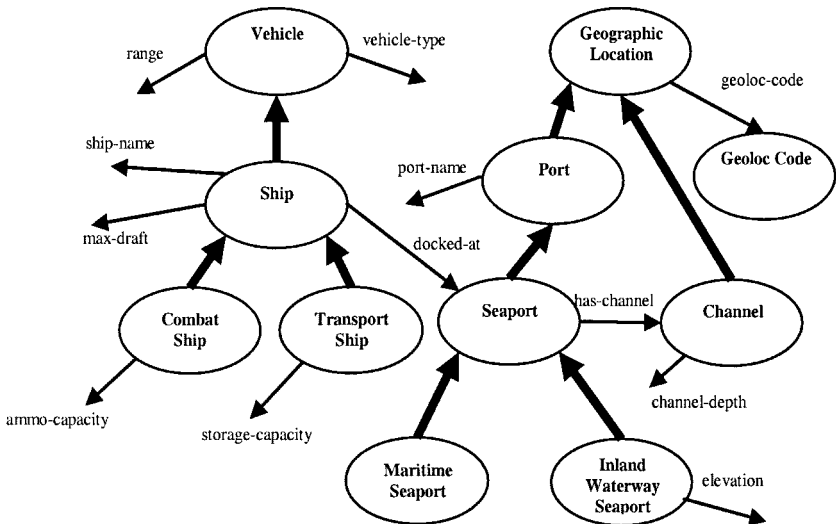 Vehicle
range
vehicle-type
Geographic
Location
geoloc-code
ship-name
Ship
port-name
Port
Geoloc Code
max-draft
docked-at
Combat
Ship
Transport
Ship
Seaport
has-channel
Channel
ammo-capacity
storage-capacity
channel-depth
Maritime
Seaport
Inland
Waterway
Seaport
elevation